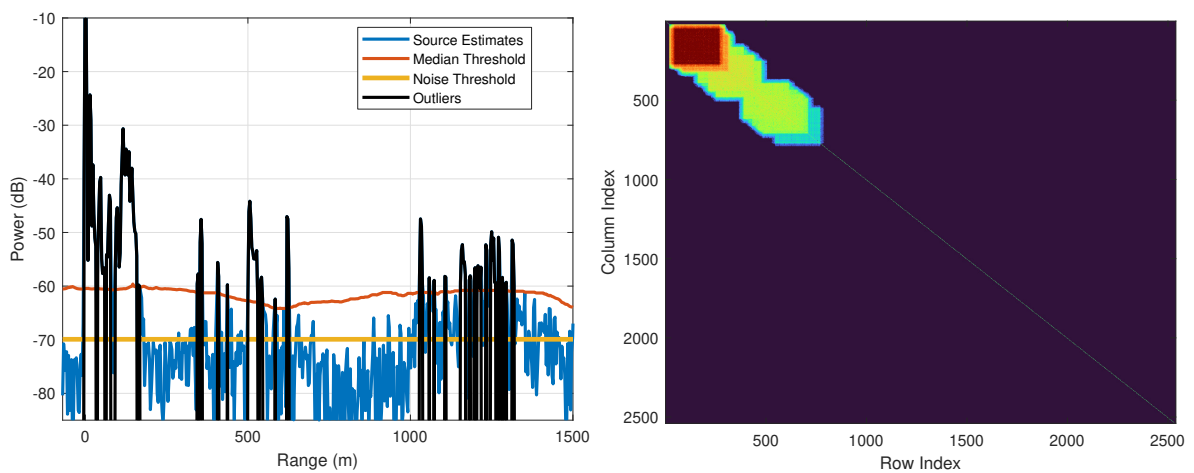 -10
-20
-30
-40
-50
-60
-70
-80
Power (dB)
0
500
1000
1500
Range (m)
Source Estimates
Median Threshold
Noise Threshold
Outliers
500
1000
1500
2000
2500
Column Index
500
1000
1500
2000
2500
Row Index